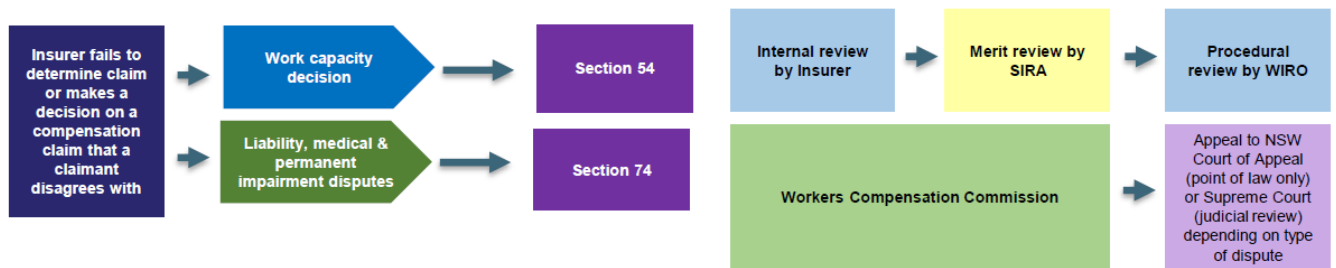 Insurer fails to
determine claim
or makes a
decision on a
compensation
claim that a
claimant
disagrees with
Work capacity
decision
Section 54
Liability, medical &
permanent
impairment disputes
Section 74
Internal review
by Insurer
Merit review by
SIRA
Procedural
review by WIRO
Workers Compensation Commission
Appeal to NSW
Court of Appeal
(point of law only)
or Supreme Court
(judicial review)
depending on type
of dispute